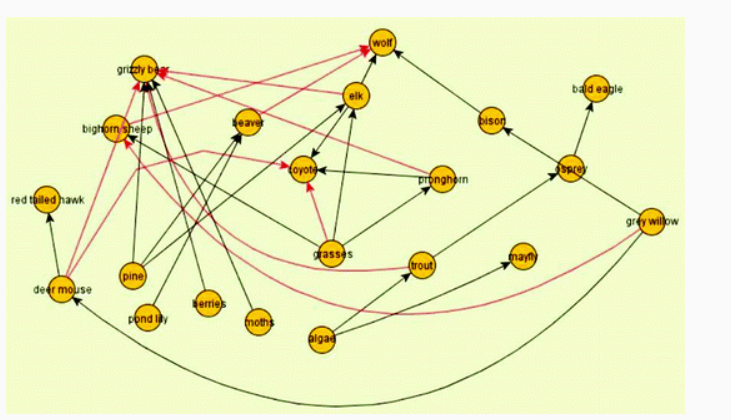 wolf
grizzly bear
bald eagle
elk
bighorn sheep
beaver
bison
coyote
pronghorn
osprey
red tailed hawk
grey willow
grasses
trout
mayfly
deer mouse
pine
pond lily
berries
moths
algae